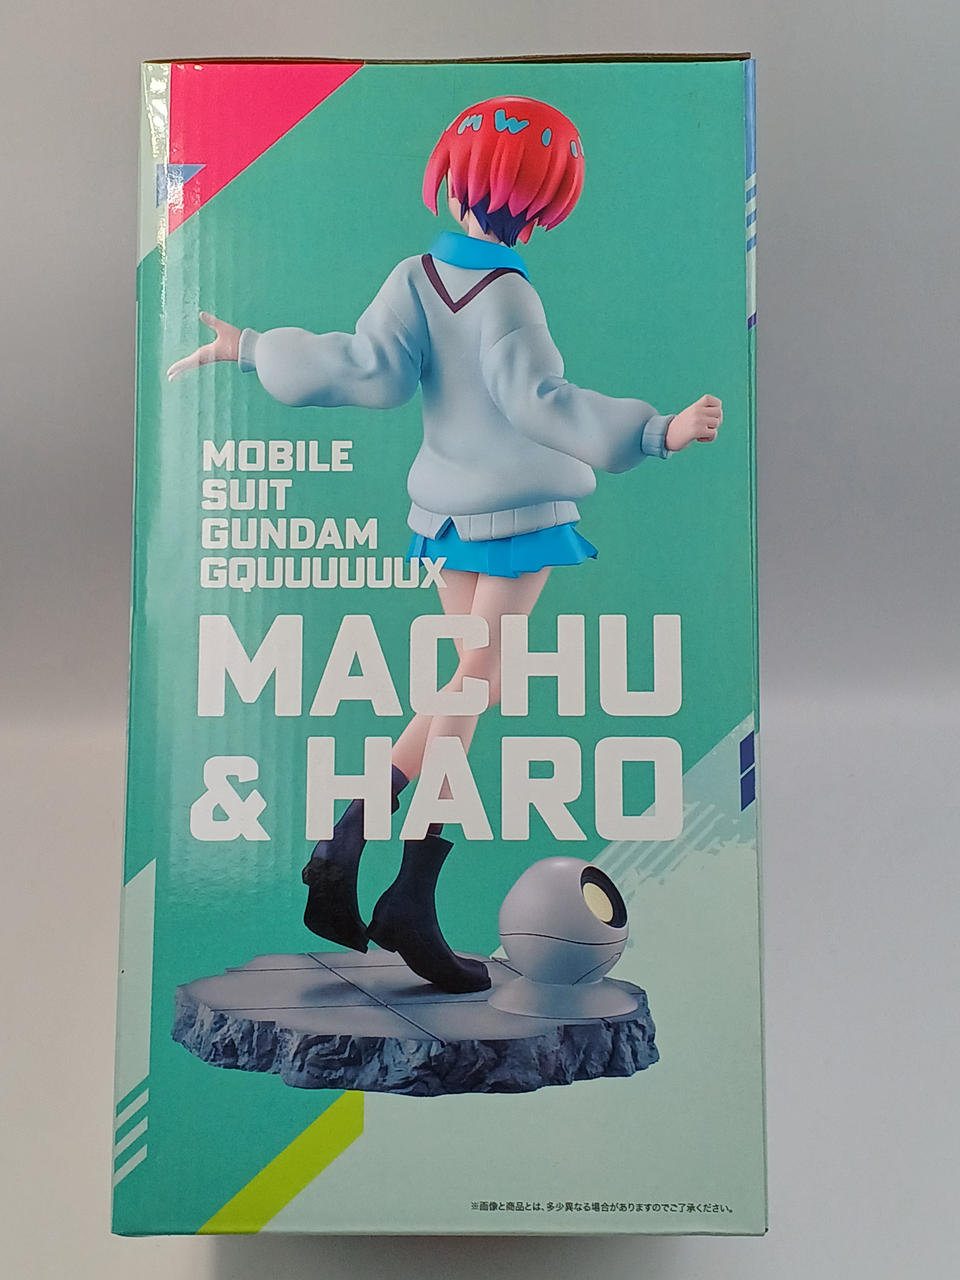 MOBILE
SUIT
GUNDAM
GQUUUUUUX
MACHU
& HARO
※画像と商品とは、多少異なる場合がありますのでご了承ください。